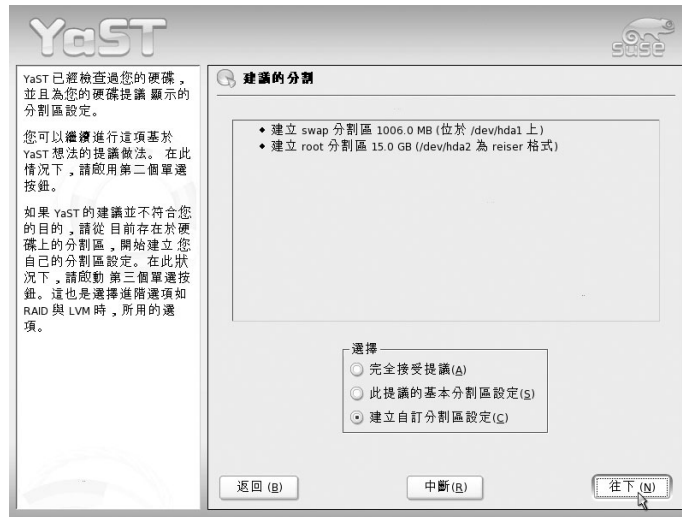 YaST
SUSE
YaST 已經檢查過您的硬碟，
並且為您的硬碟提議 顯示的
分割區設定。
您可以繼續進行這項基於
YaST 想法的提議做法。 在此
情況下，請啟用第二個單選
按鈕。
如果 YaST 的建議並不符合您
的目的，請從 目前存在於硬
碟上的分割區，開始建立 您
自己的分割區設定。在此狀
況下，請啟動 第三個單選按
鈕。這也是選擇進階選項如
RAID 與 LVM 時，所用的選
項。
建議的分割
◆ 建立 swap 分割區 1006.0 MB (位於 /dev/hda1 上)
◆ 建立 root 分割區 15.0 GB (/dev/hda2 為 reiser 格式)
選擇
完全接受提議(A)
此提議的基本分割區設定(S)
建立自訂分割區設定(C)
返回 (B)
中斷(R)
往下 (N)